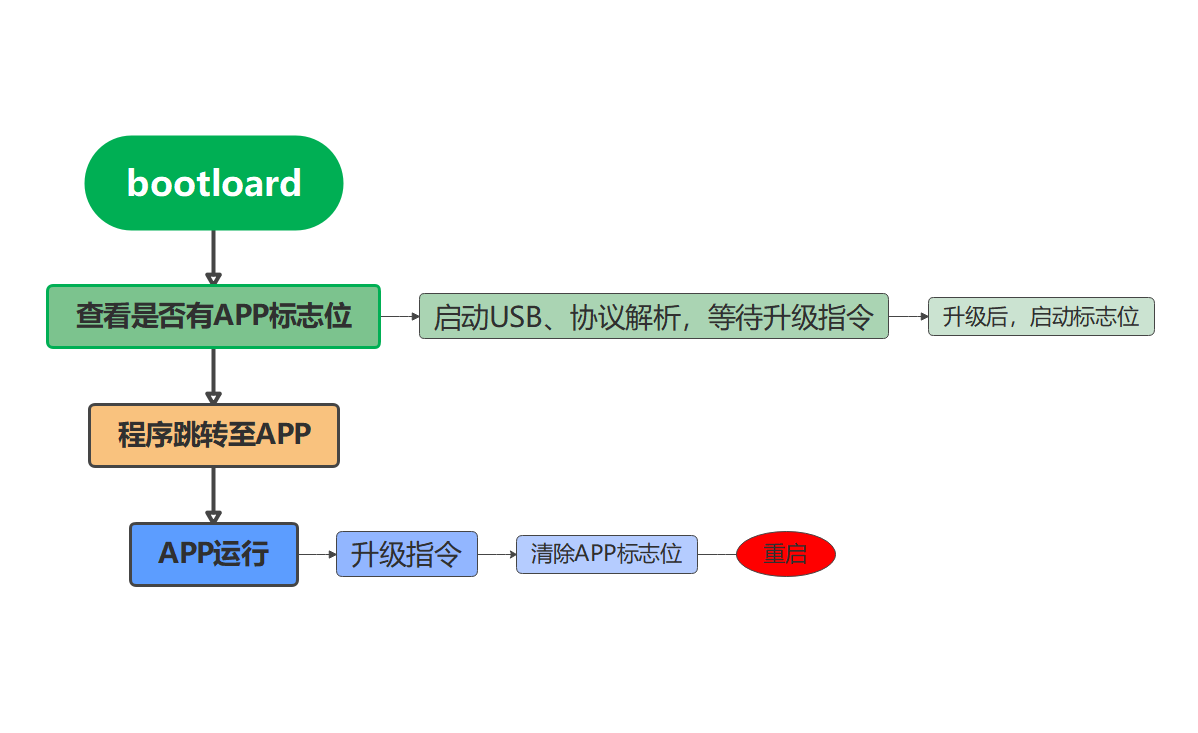 bootloard
查看是否有APP标志位
启动USB、协议解析，等待升级指令
升级后，启动标志位
程序跳转至APP
APP运行
升级指令
清除APP标志位
重启